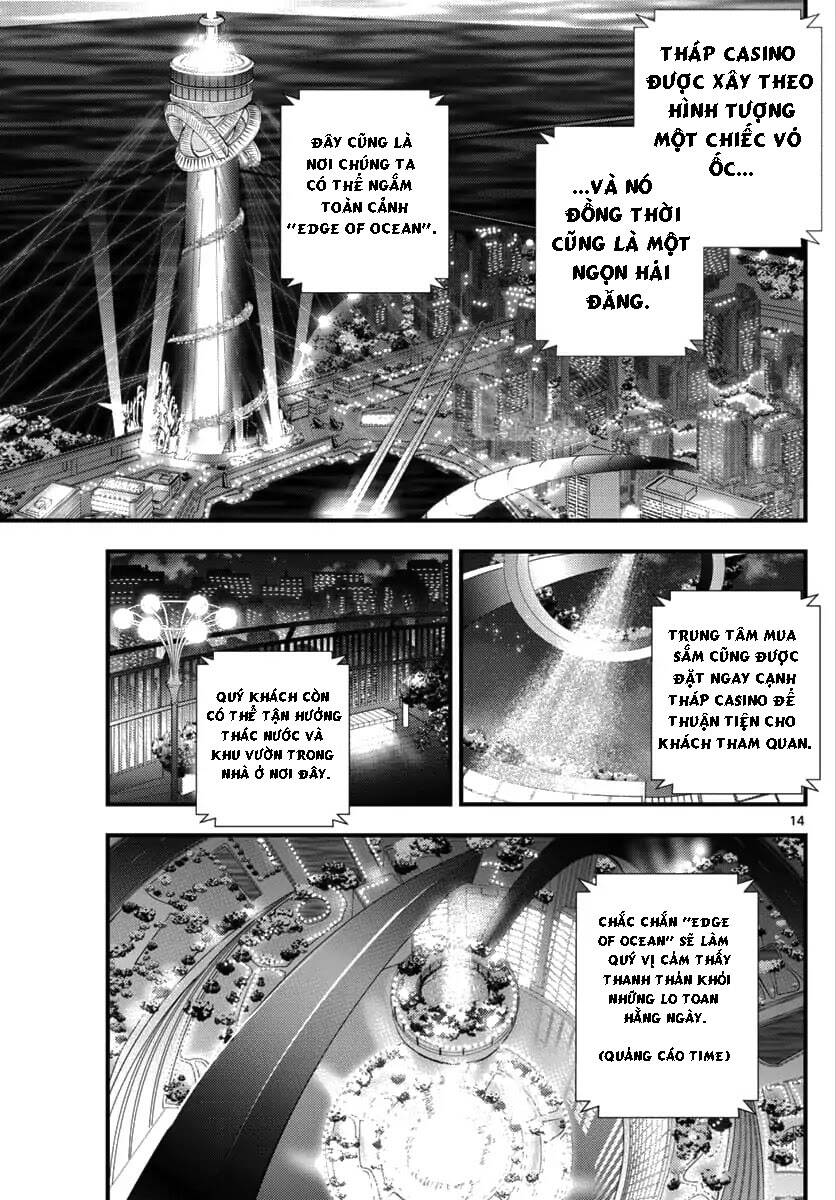 THÁP CASINO
ĐƯỢC XÂY THEO
HÌNH TƯỢNG
MỘT CHIẾC VỎ
ỐC...
...VÀ NÓ
ĐỒNG THỜI
CŨNG LÀ MỘT
NGỌN HẢI
ĐĂNG.
ĐÂY CŨNG LÀ
NƠI CHÚNG TA
CÓ THỂ NGẮM
TOÀN CẢNH
"EDGE OF OCEAN".
TRUNG TÂM MUA
SẮM CŨNG ĐƯỢC
ĐẶT NGAY CẠNH
THÁP CASINO ĐỂ
THUẬN TIỆN CHO
KHÁCH THAM QUAN.
QUÝ KHÁCH CÒN
CÓ THỂ TẬN HƯỞNG
THÁC NƯỚC VÀ
KHU VƯỜN TRONG
NHÀ Ở NƠI ĐÂY.
14
CHẮC CHẮN "EDGE
OF OCEAN" SẼ LÀM
QUÝ VỊ CẢM THẤY
THANH THẢN KHỎI
NHỮNG LO TOAN
HẰNG NGÀY.
(QUẢNG CÁO TIME)